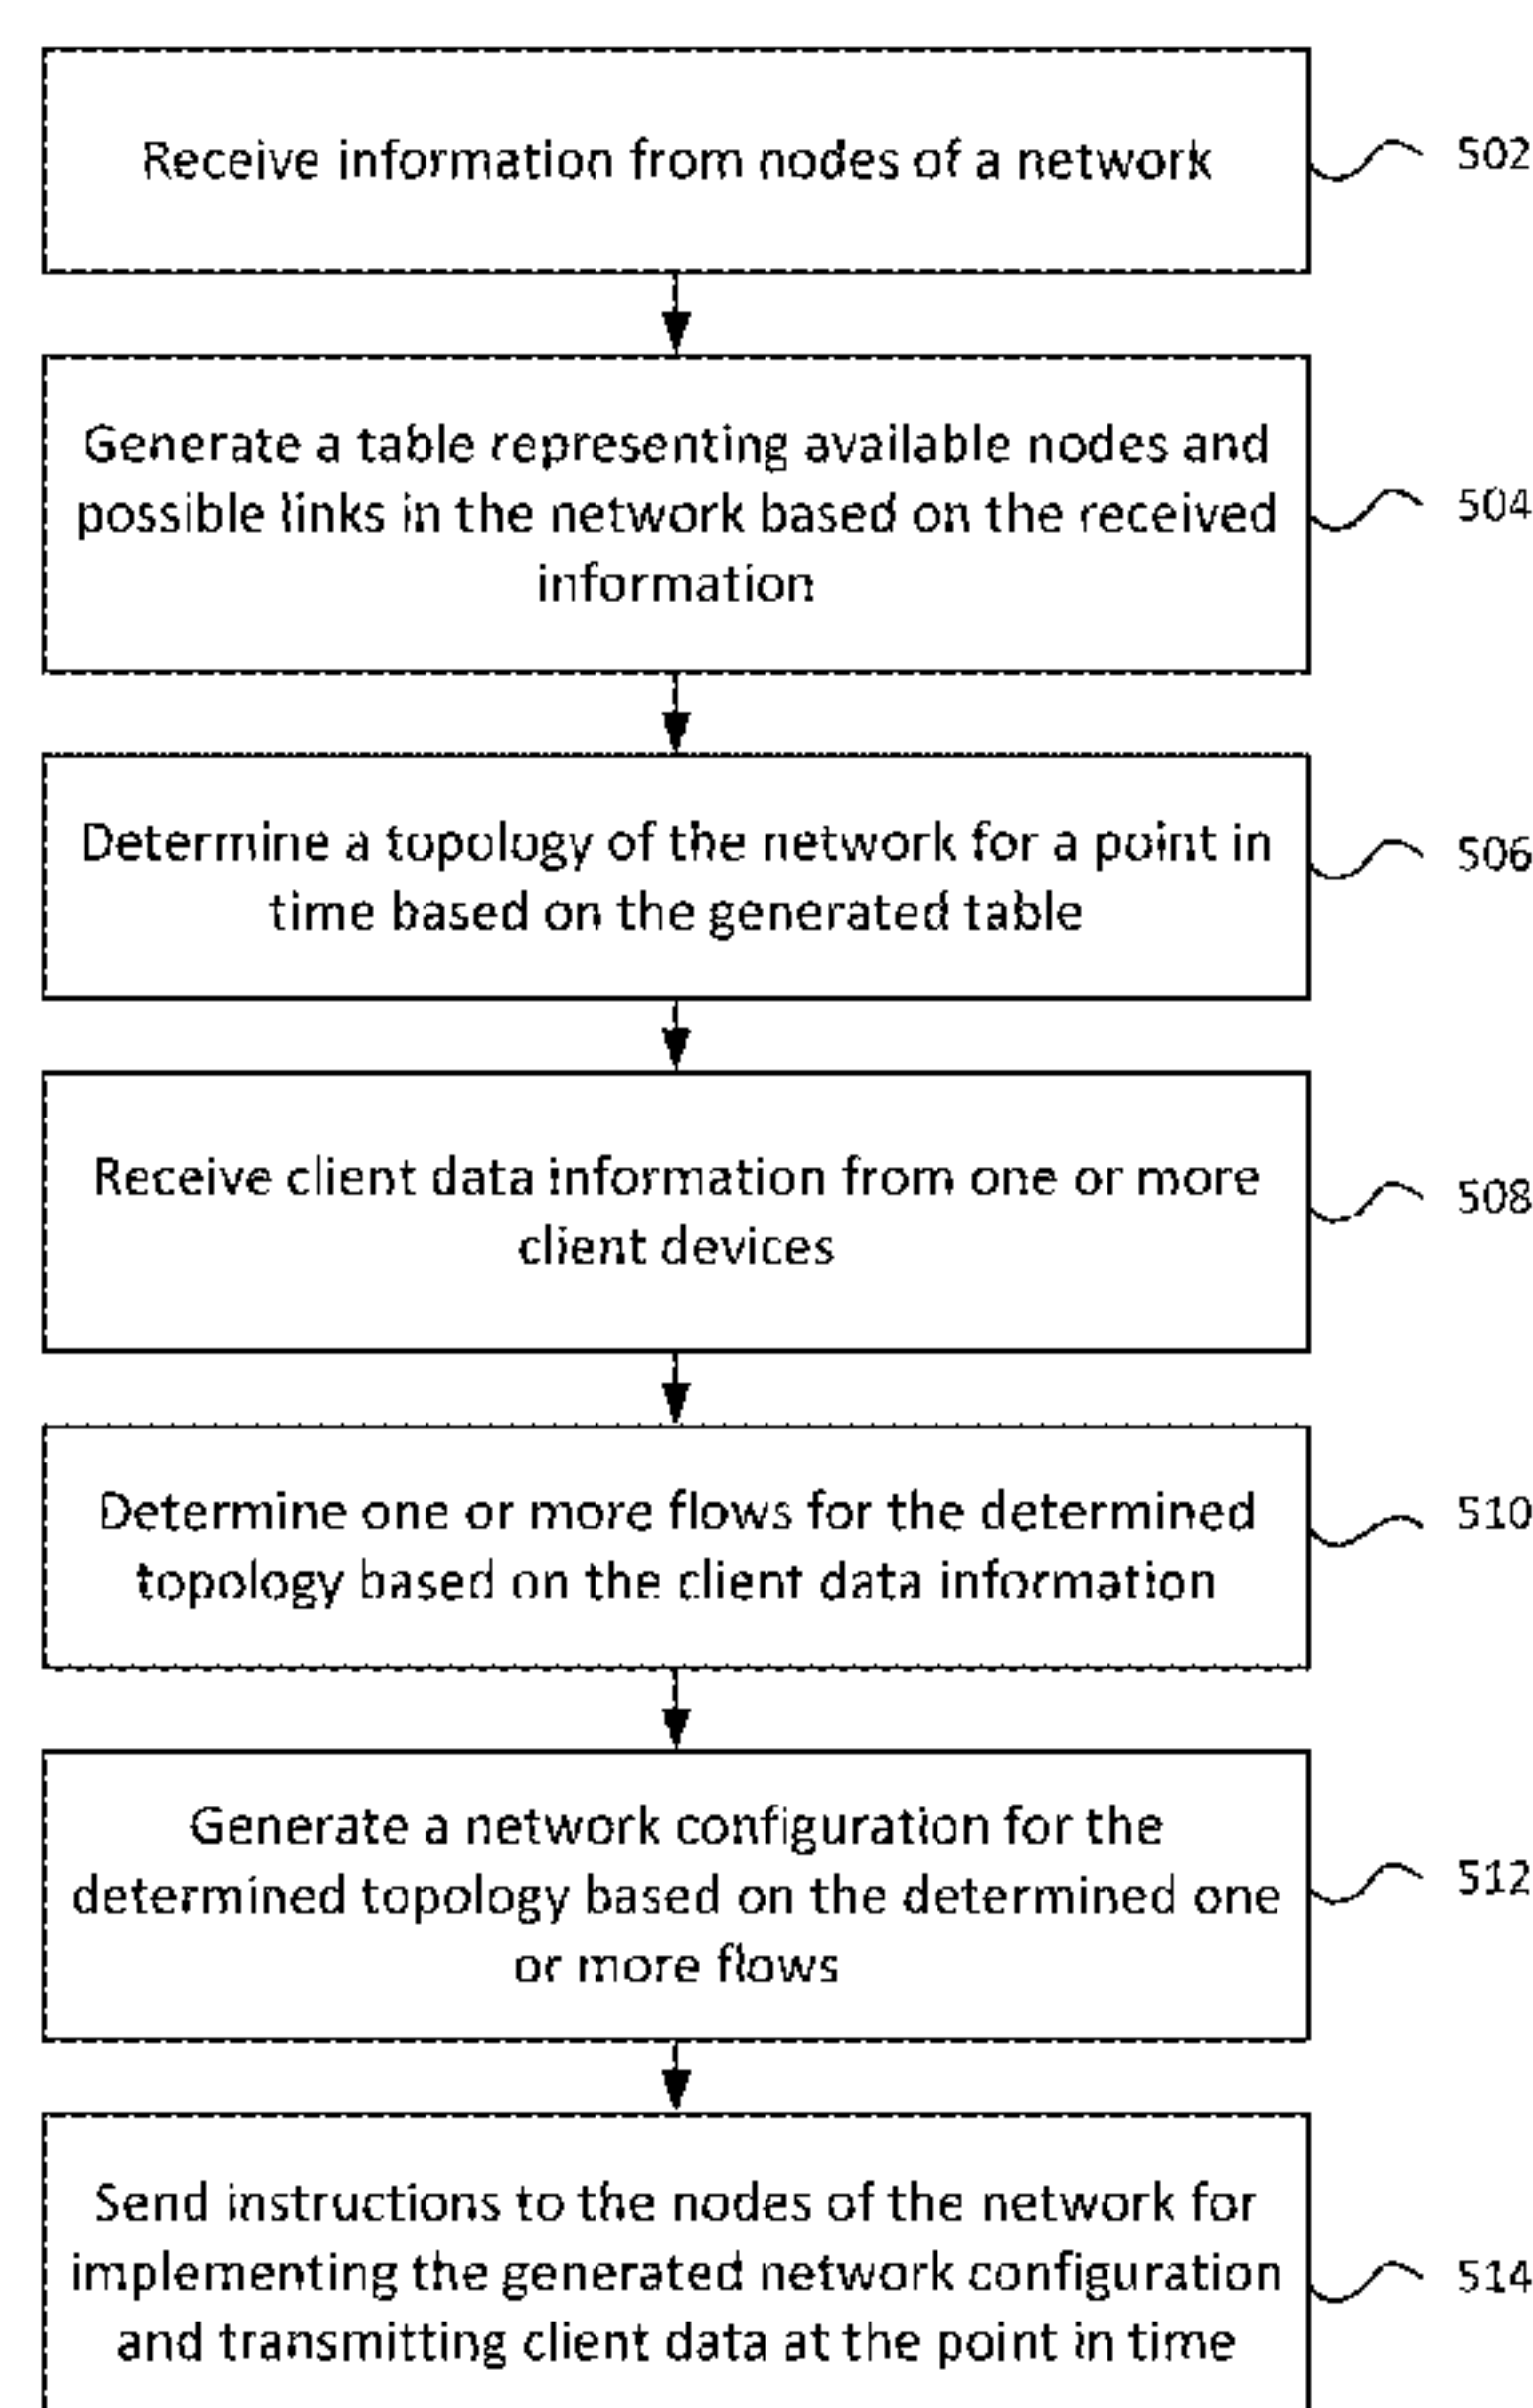 Receive information from nodes of a network
502
Generate a table representing available nodes and
possible links in the network based on the received
information
504
Determine a topology of the network for a point in
time based on the generated table
506
Receive client data information from one or more
client devices
508
Determine one or more flows for the determined
topology based on the client data information
510
Generate a network configuration for the
determined topology based on the determined one
or more flows
512
Send instructions to the nodes of the network for
implementing the generated network configuration
and transmitting client data at the point in time
514